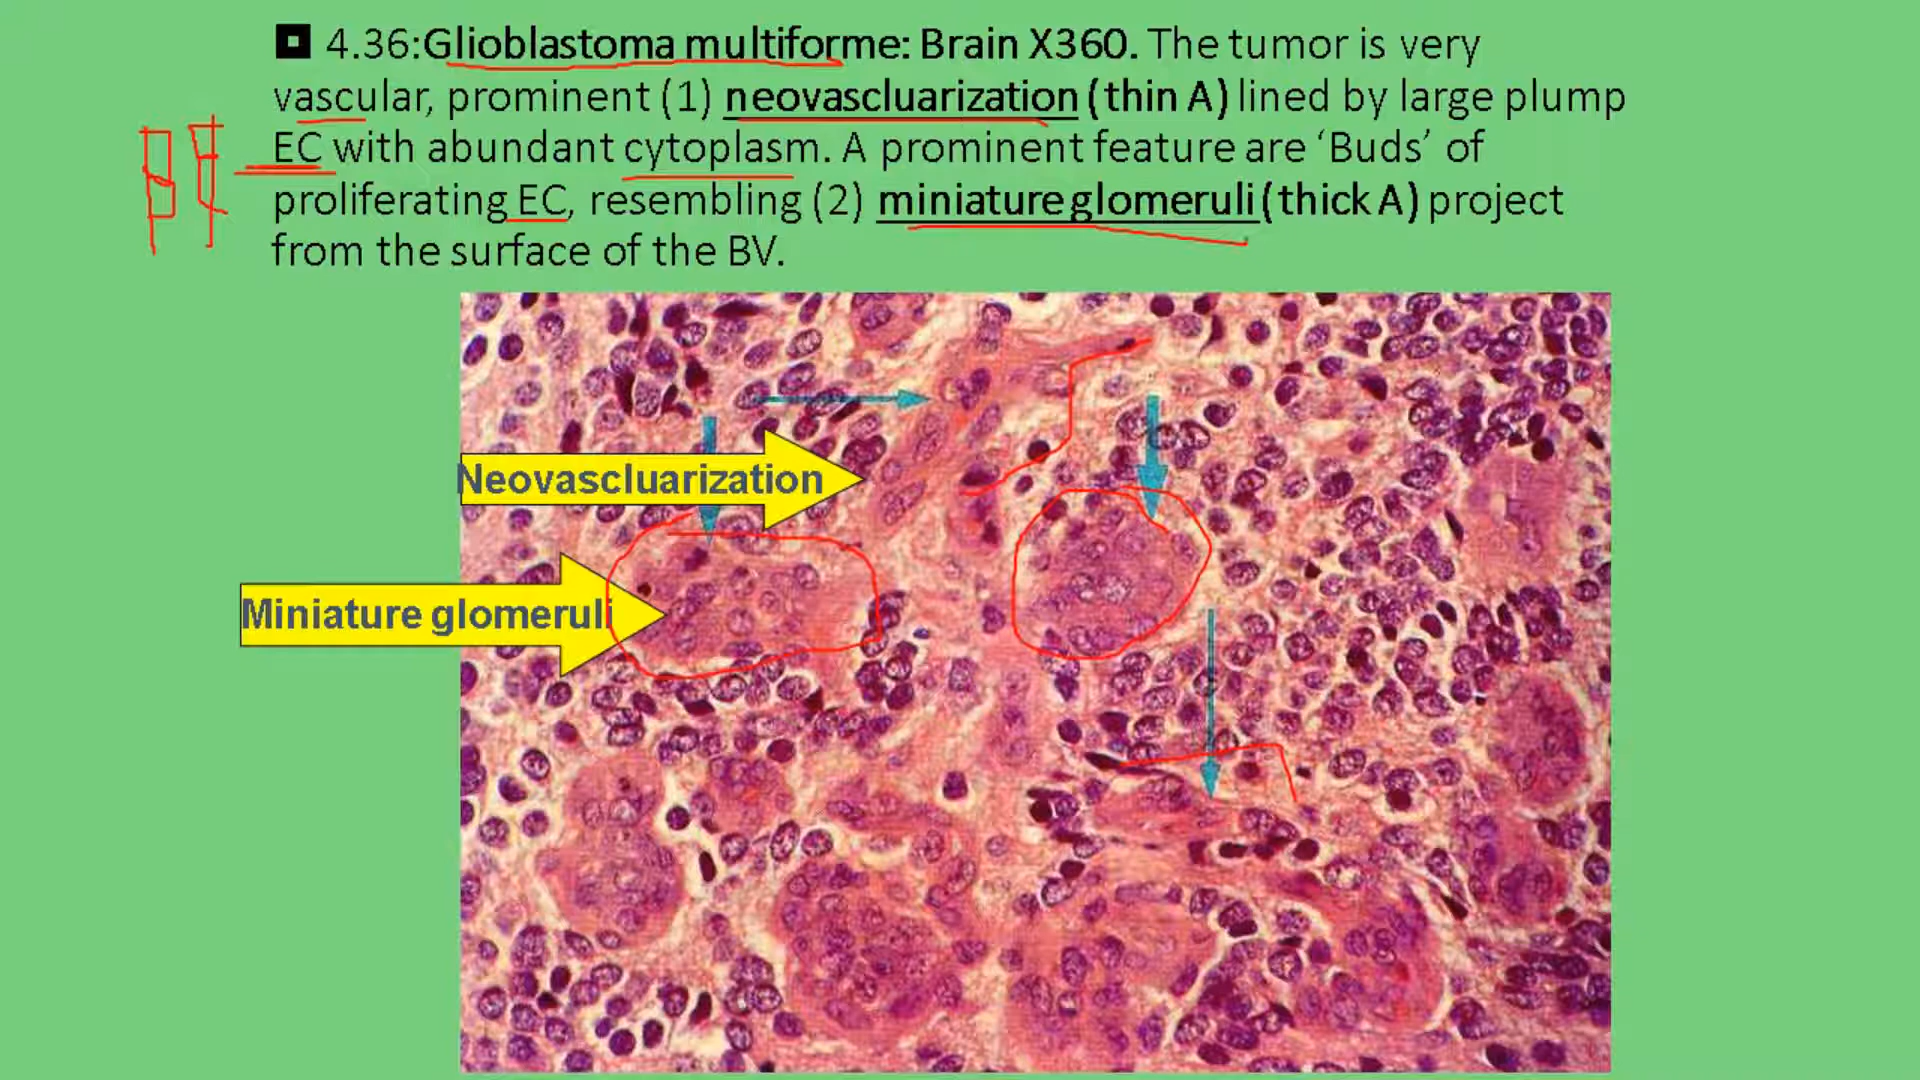 4.36:Glioblastoma multiforme: Brain X360. The tumor is very
vascular, prominent (1) neovascluarization (thin A) lined by large plump
EC with abundant cytoplasm. A prominent feature are ‘Buds’ of
proliferating EC, resembling (2) miniature glomeruli (thick A) project
from the surface of the BV.
Neovascluarization
Miniature glomeruli